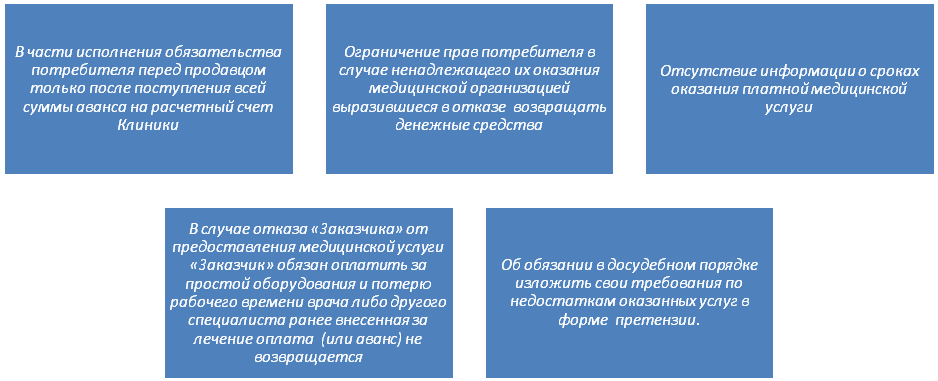 В части исполнения обязательства
потребителя перед продавцом
только после поступления всей
суммы аванса на расчетный счет
Клиники
Ограничение прав потребителя в
случае ненадлежащего их оказания
медицинской организацией
выразившиеся в отказе возвращать
денежные средства
Отсутствие информации о сроках
оказания платной медицинской
услуги
В случае отказа «Заказчика» от
предоставления медицинской услуги
«Заказчик» обязан оплатить за
простой оборудования и потерю
рабочего времени врача либо другого
специалиста ранее внесенная за
лечение оплата (или аванс) не
возвращается
Об обязании в досудебном порядке
изложить свои требования по
недостаткам оказанных услуг в
форме претензии.